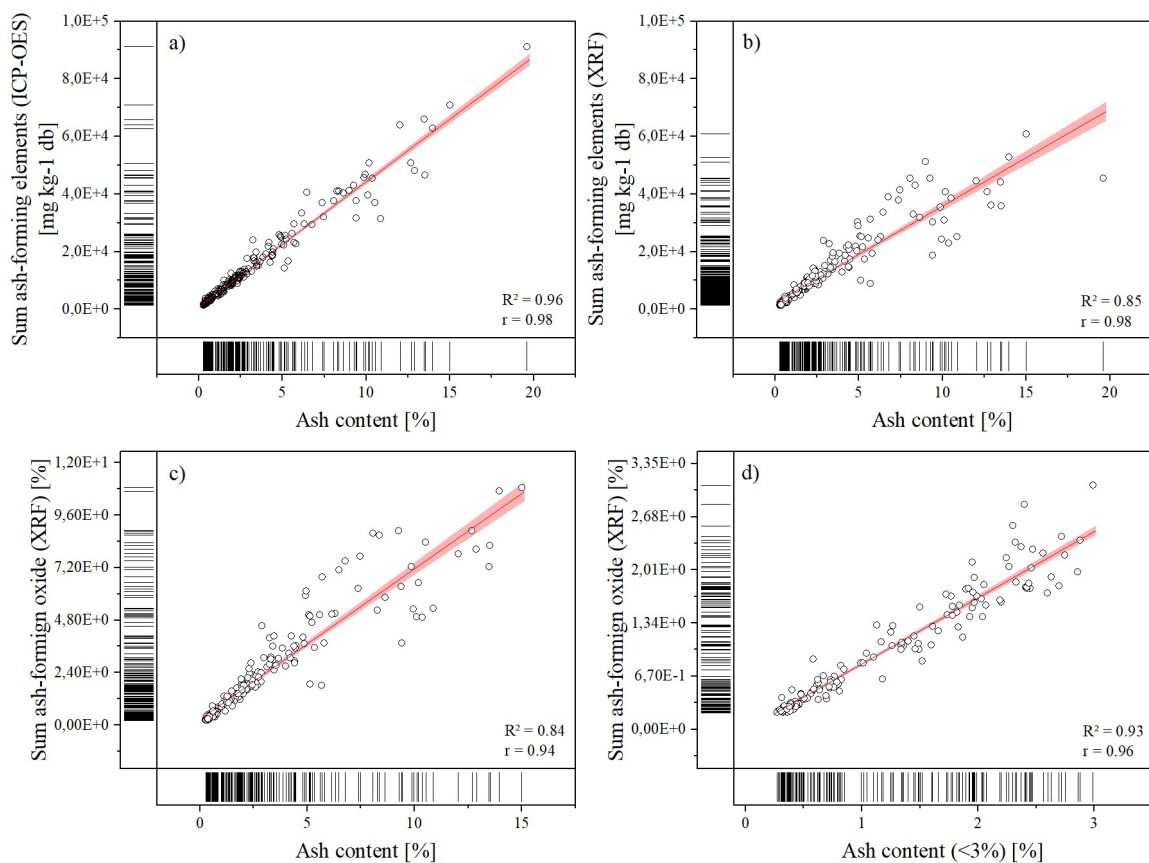 Sum ash-forming elements (ICP-OES)
[mg kg-1 db]
1,0E+5
8,0E+4
6,0E+4
4,0E+4
2,0E+4
0,0E+0
a)
R² = 0.96
r = 0.98
0 5 10 15 20
Ash content [%]
Sum ash-forming elements (XRF)
[mg kg-1 db]
1,0E+5
8,0E+4
6,0E+4
4,0E+4
2,0E+4
0,0E+0
b)
R² = 0.85
r = 0.98
0 5 10 15 20
Ash content [%]
Sum ash-formign oxide (XRF) [%]
1,20E+1
9,60E+0
7,20E+0
4,80E+0
2,40E+0
0,00E+0
c)
R² = 0.84
r = 0.94
0 5 10 15
Ash content [%]
Sum ash-formign oxide (XRF) [%]
3,35E+0
2,68E+0
2,01E+0
1,34E+0
6,70E-1
0,00E+0
d)
R² = 0.93
r = 0.96
0 1 2 3
Ash content (<3%) [%]